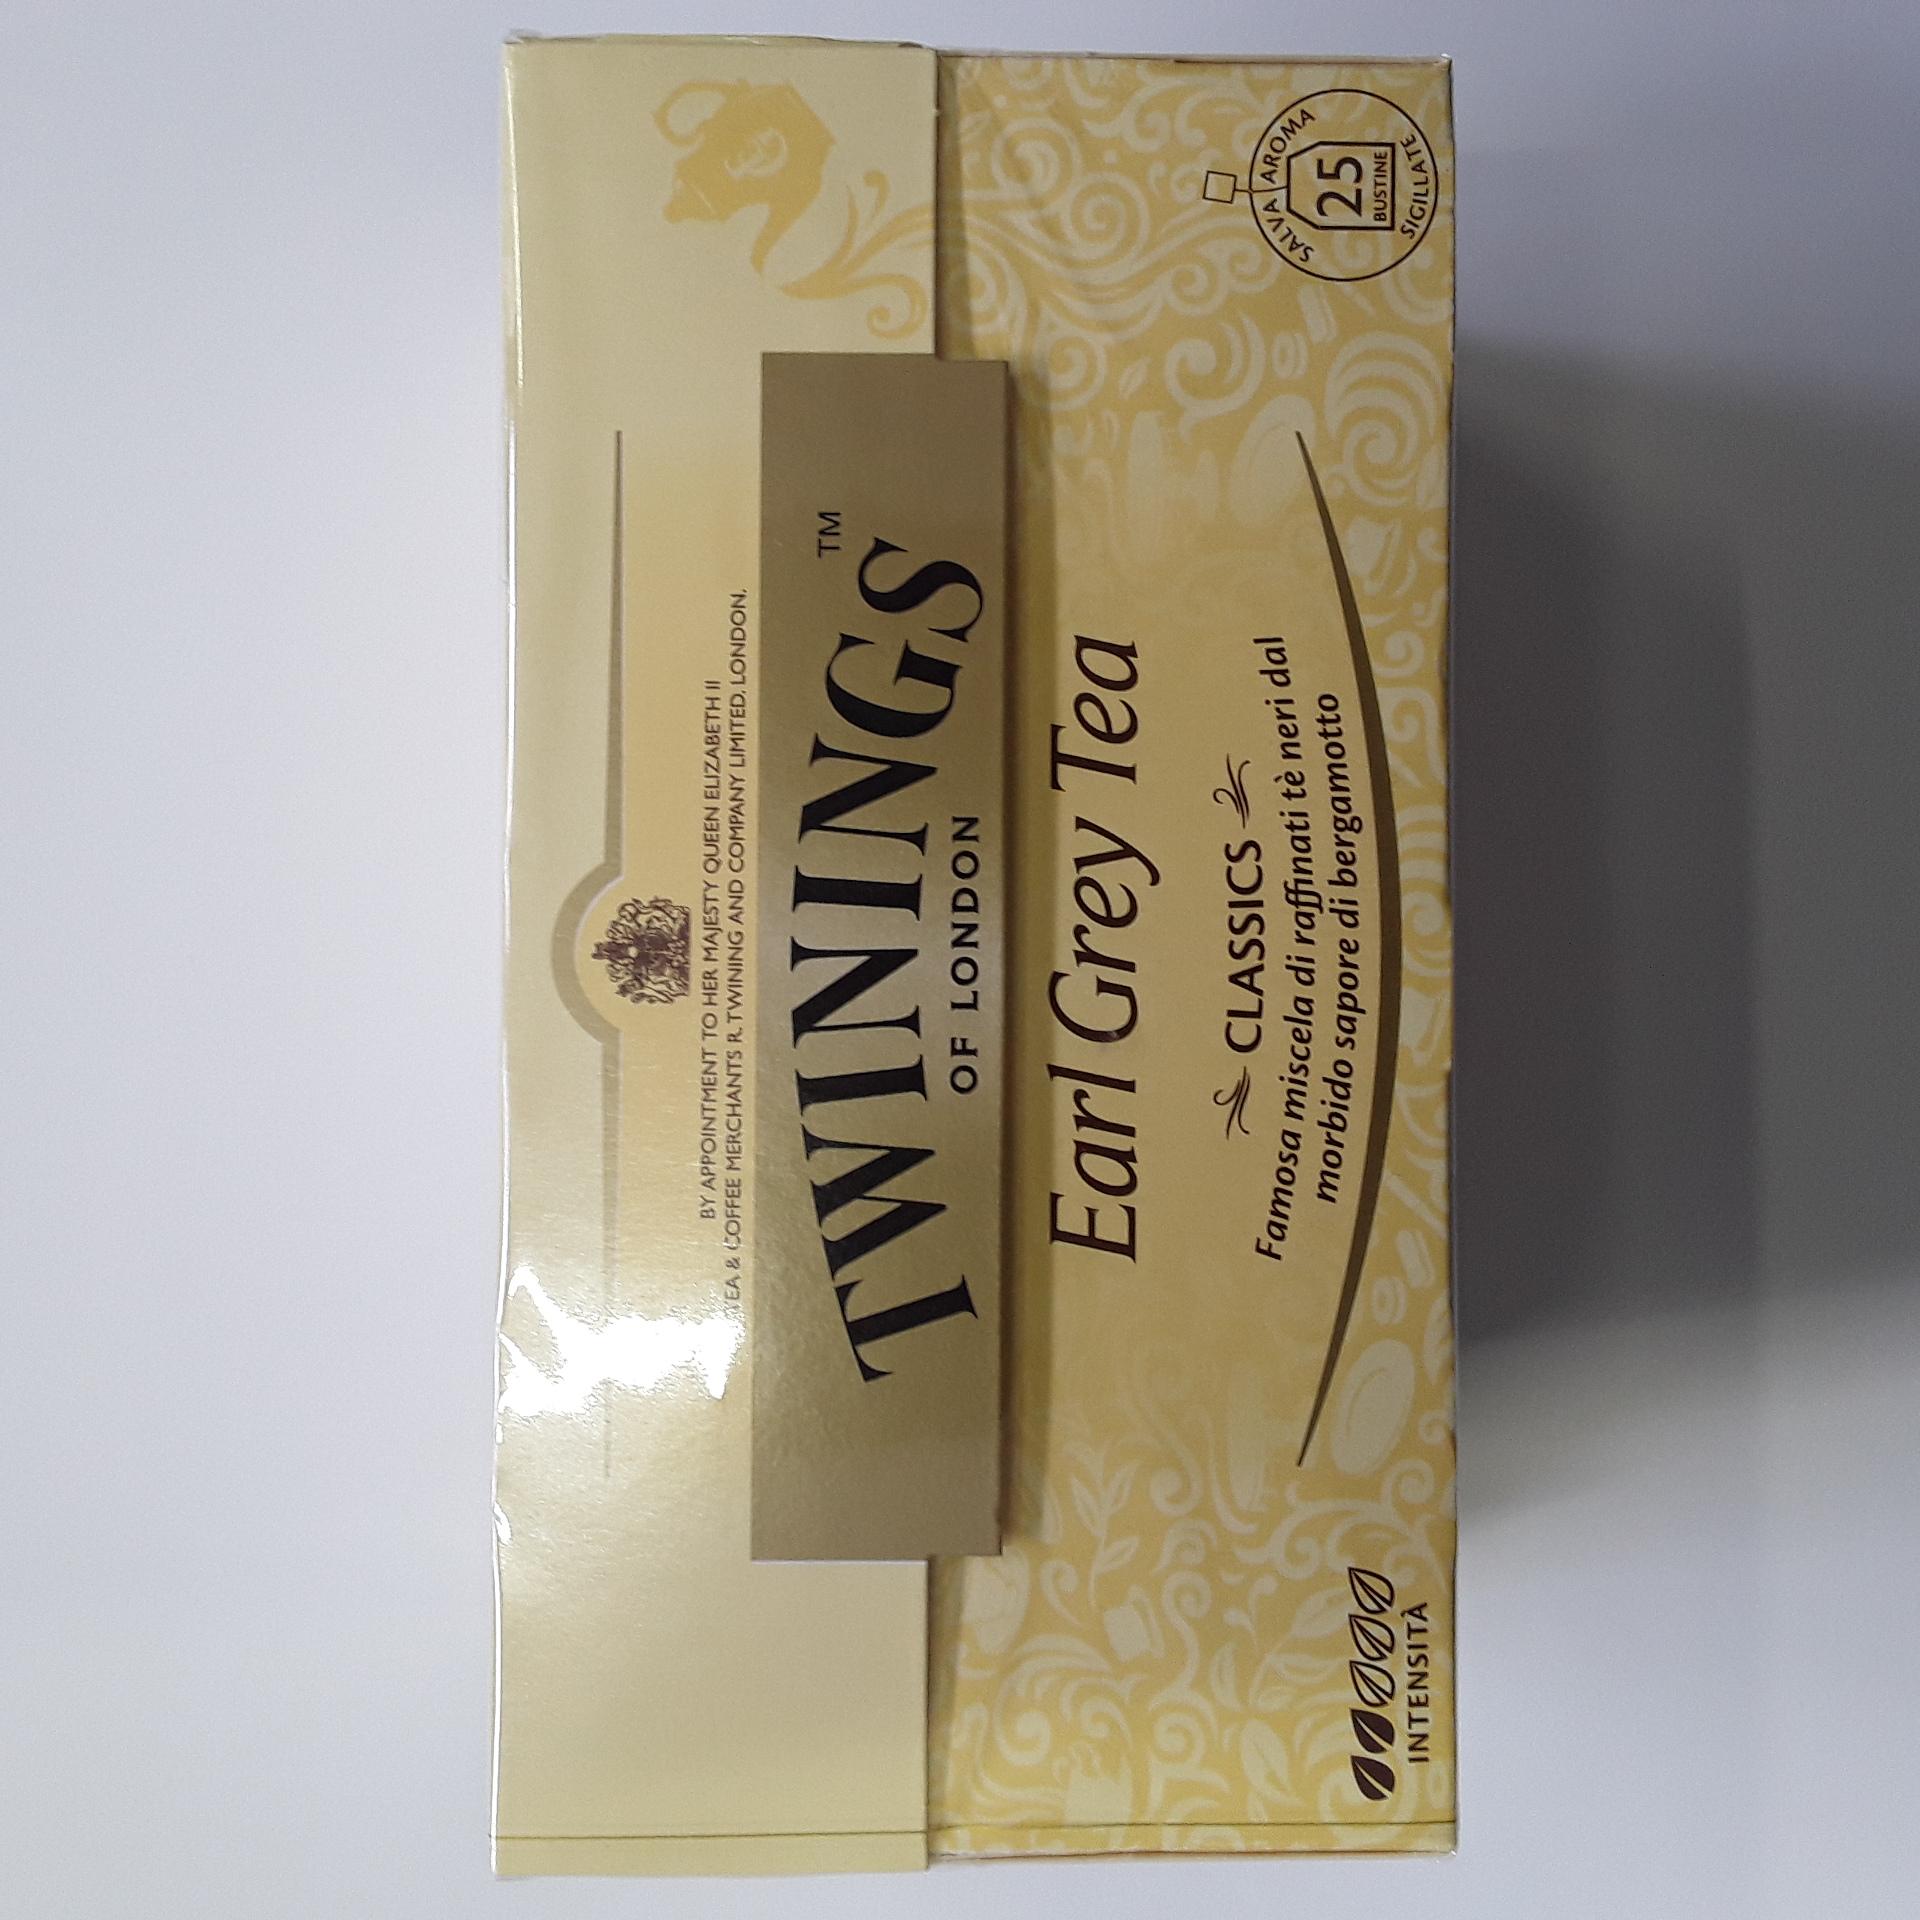 BY APPOINTMENT TO HER MAJESTY QUEEN ELIZABETH II
TEA & COFFEE MERCHANTS R. TWINING AND COMPANY LIMITED, LONDON.
TWININGS™
OF LONDON
Earl Grey Tea
CLASSICS
Famosa miscela di raffinati tè neri dal
morbido sapore di bergamotto
INTENSITÀ
SALVA AROMA
25
BUSTINE
SIGILLATE